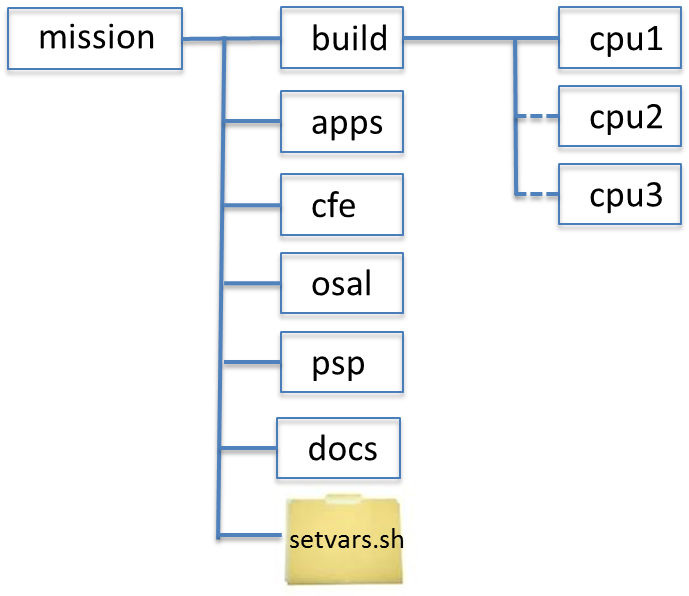 mission
build
cpu1
apps
cpu2
cfe
cpu3
osal
psp
docs
setvars.sh